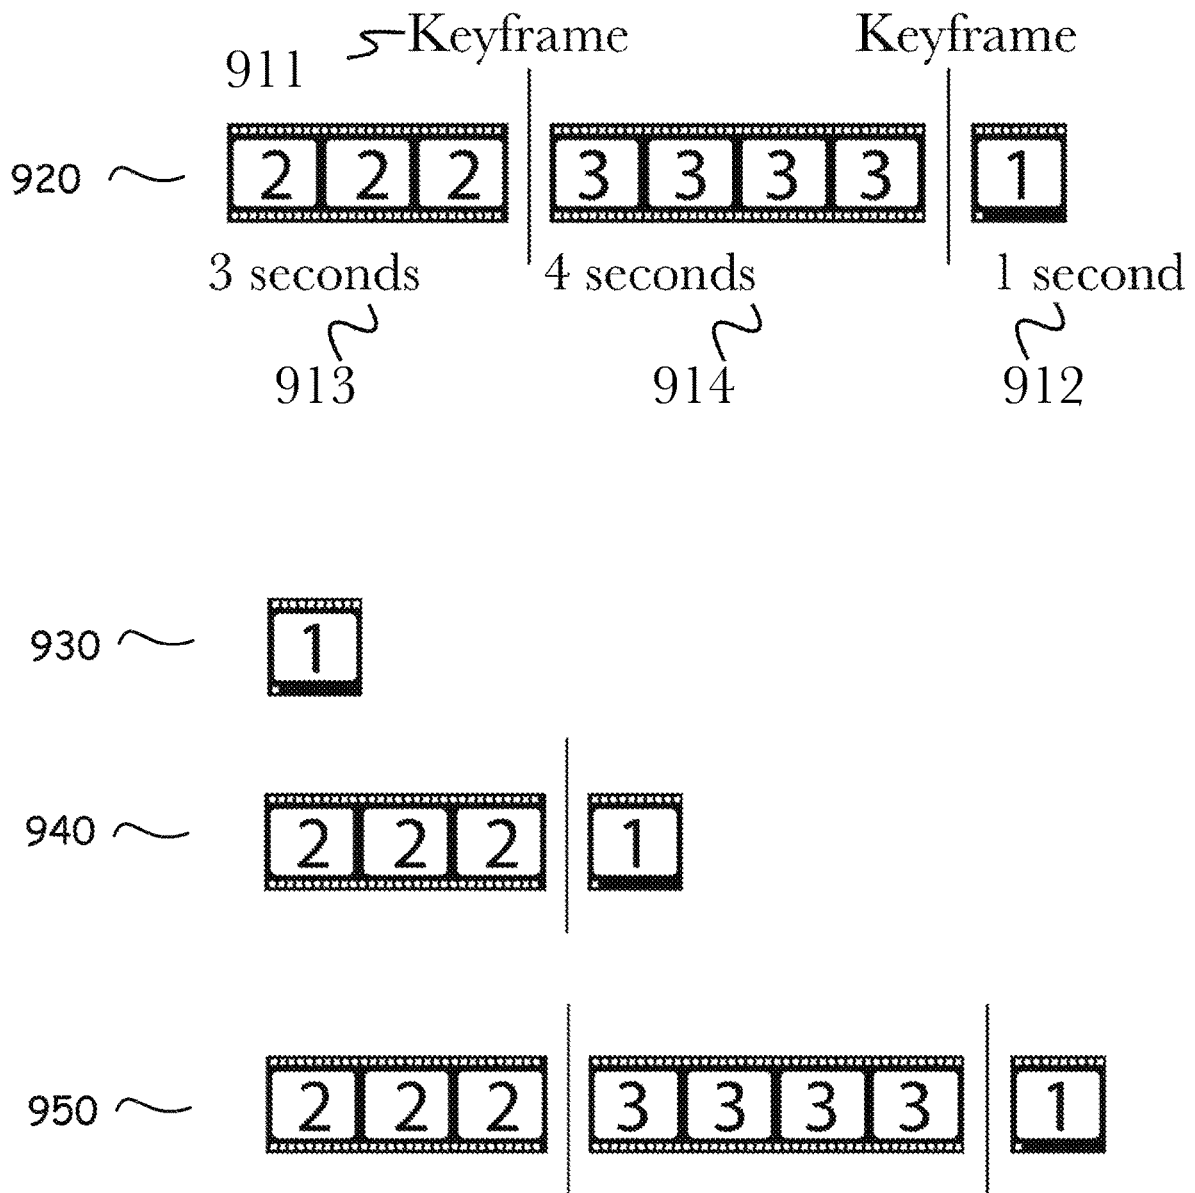 Keyframe Keyframe
911
920 2 2 2 3 3 3 3 1
3 seconds 4 seconds 1 second
913 914 912
930 1
940 2 2 2 1
950 2 2 2 3 3 3 3 1